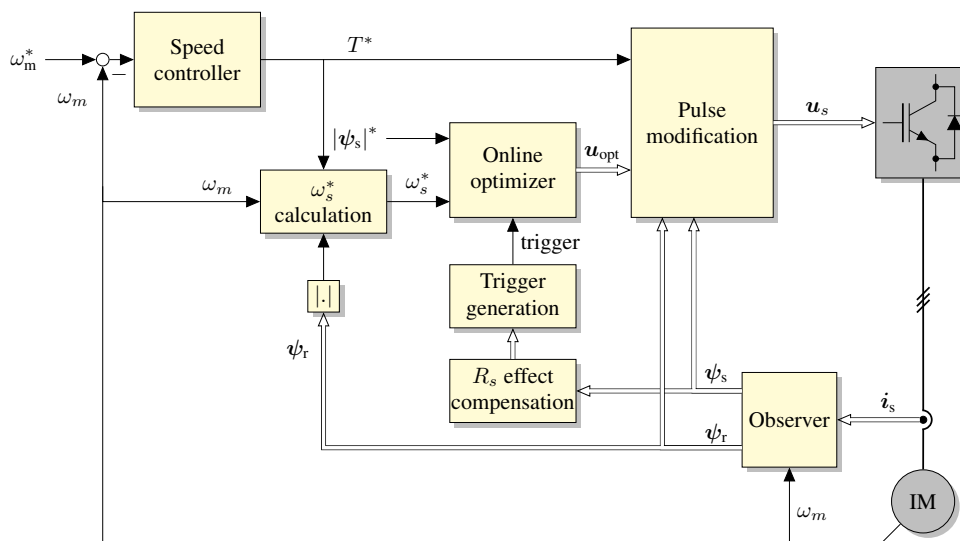 Speed
controller
ω*ₘ
−
ωₘ
T*
|ψₛ|*
Online
optimizer
u_opt
Pulse
modification
uₛ
ωₘ
ω*ₛ
calculation
ω*ₛ
trigger
|.|
Trigger
generation
ψᵣ
Rₛ effect
compensation
ψₛ
ψᵣ
Observer
iₛ
ωₘ
IM